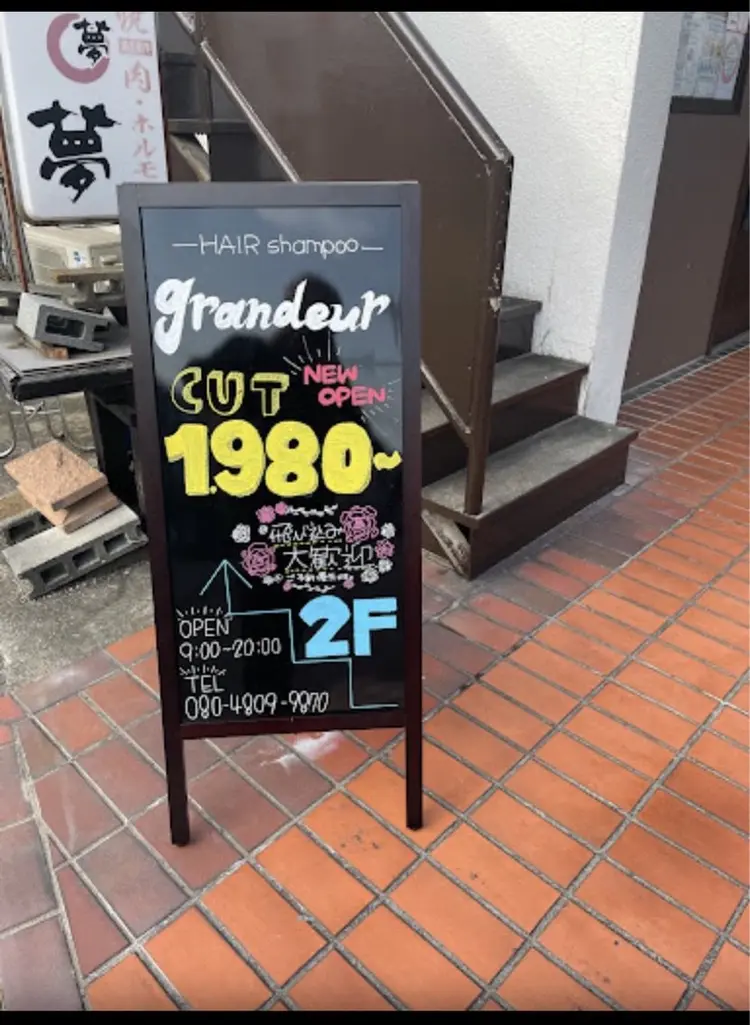 夢
焼
肉・ホルモ
夢
—HAIR shampoo—
grandeur
CUT
NEW
OPEN
1.980~
飛び込み
大歓迎
2F
OPEN
9:00~20:00
TEL
080-4809-9870